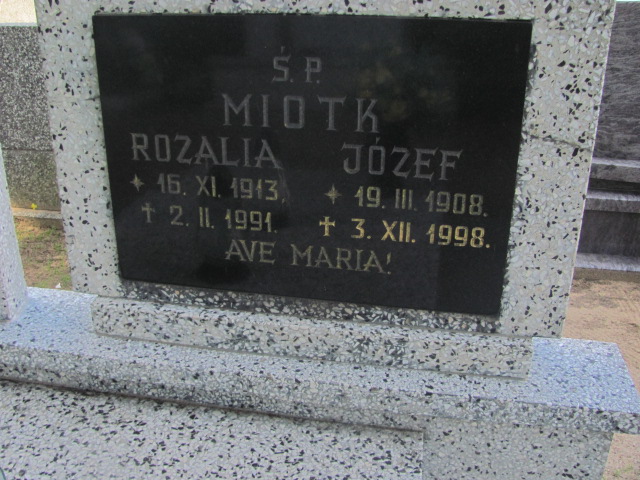 Ś.P.
MIOTK
ROZALIA JÓZEF
✦ 16. XI. 1913. ✦ 19. III. 1908.
✝ 2. II. 1991. ✝ 3. XII. 1998.
AVE MARIA!